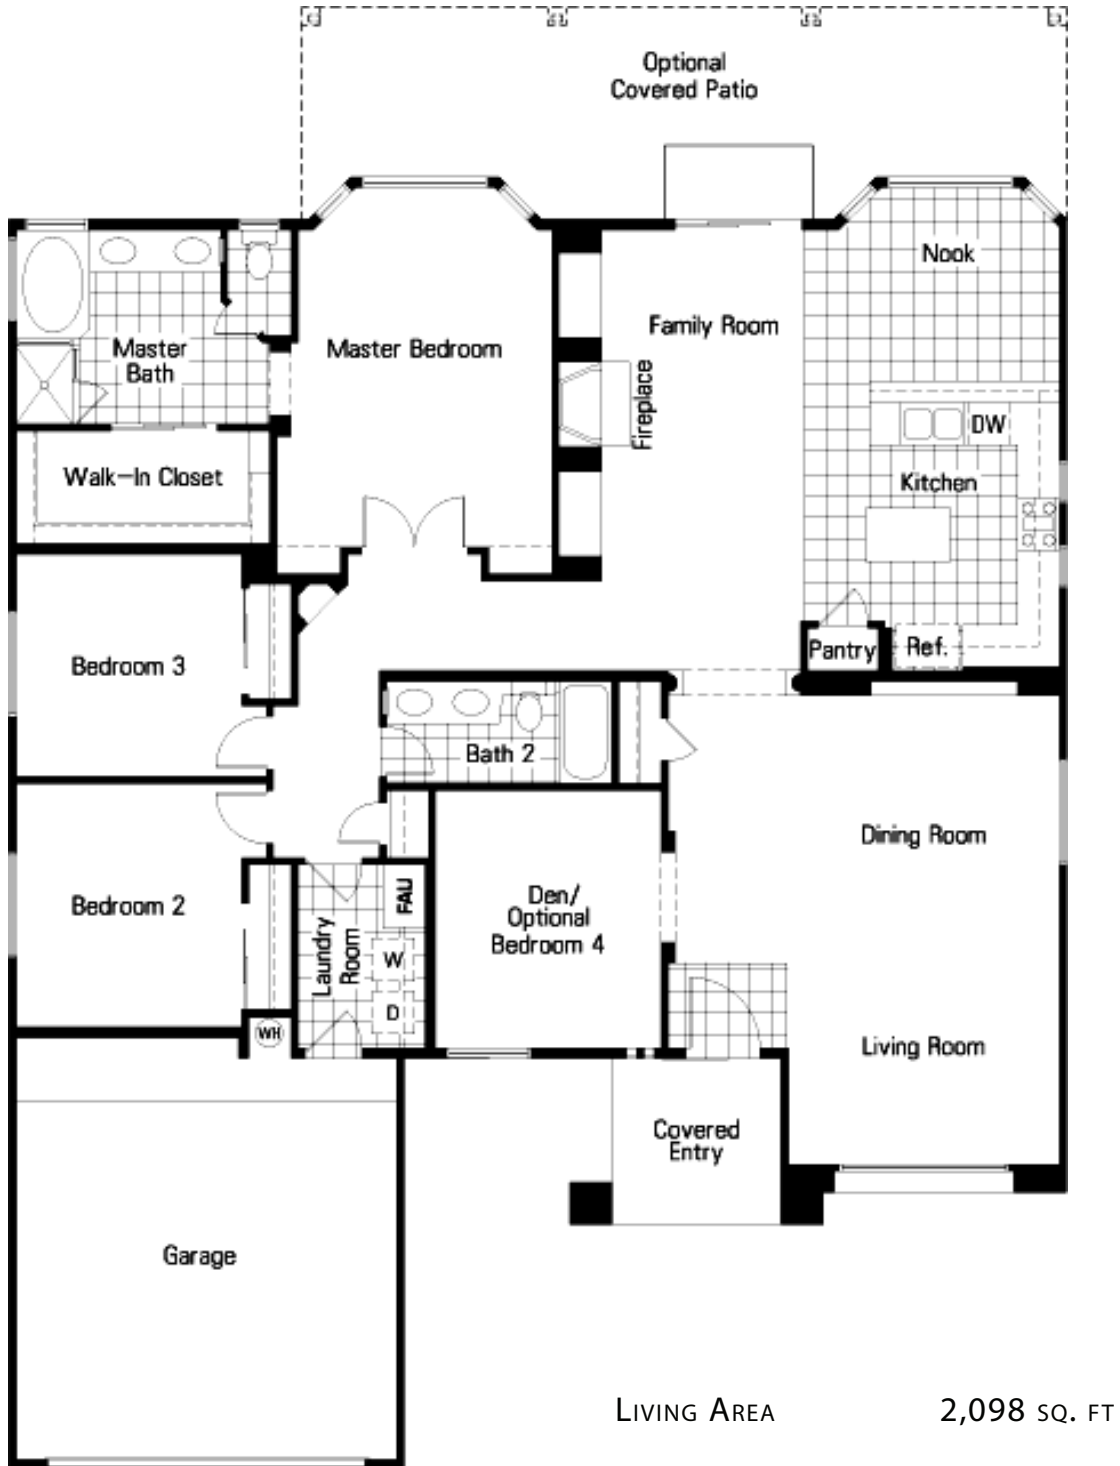 Optional
Covered Patio
Nook
Family Room
Master
Bath
Master Bedroom
Fireplace
DW
Walk-In Closet
Kitchen
Pantry
Ref.
Bedroom 3
Bath 2
Dining Room
Bedroom 2
FAU
Den/
Optional
Bedroom 4
Laundry
Room
W
D
WH
Living Room
Covered
Entry
Garage
LIVING AREA 2,098 SQ. FT